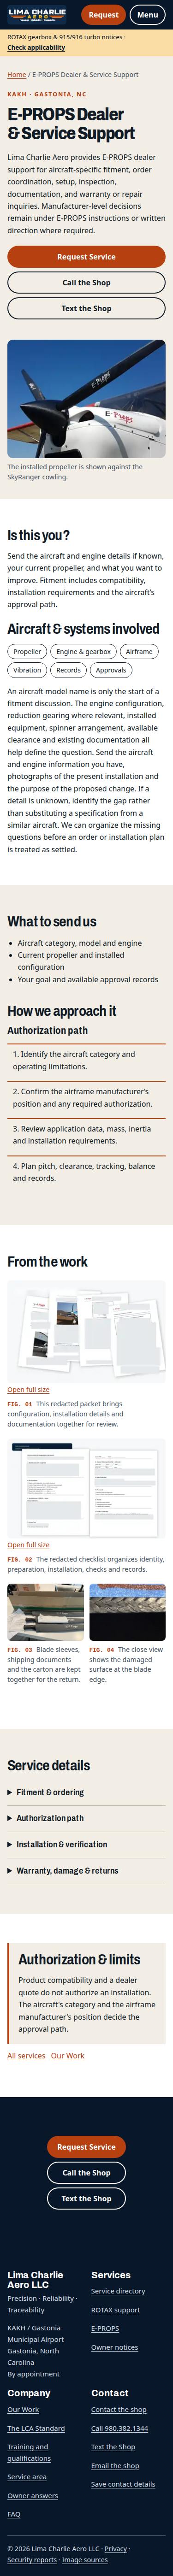 LIMA CHARLIE
AERO
Request
Menu
ROTAX gearbox & 915/916 turbo notices ·
Check applicability
Home / E-PROPS Dealer & Service Support
KAKH · GASTONIA, NC
E-PROPS Dealer
& Service Support
Lima Charlie Aero provides E-PROPS dealer
support for aircraft-specific fitment, order
coordination, setup, inspection,
documentation, and warranty or repair
inquiries. Manufacturer-level decisions
remain under E-PROPS instructions or written
direction where required.
Request Service
Call the Shop
Text the Shop
E-PROPS
The installed propeller is shown against the
SkyRanger cowling.
Is this you?
Send the aircraft and engine details if known,
your current propeller, and what you want to
improve. Fitment includes compatibility,
installation requirements and the aircraft’s
approval path.
Aircraft & systems involved
Propeller
Engine & gearbox
Airframe
Vibration
Records
Approvals
An aircraft model name is only the start of a
fitment discussion. The engine configuration,
reduction gearing where relevant, installed
equipment, spinner arrangement, available
clearance and existing documentation all
help define the question. Send the aircraft
and engine information you have,
photographs of the present installation and
the purpose of the proposed change. If a
detail is unknown, identify the gap rather
than substituting a specification from a
similar aircraft. We can organize the missing
questions before an order or installation plan
is treated as settled.
What to send us
• Aircraft category, model and engine
• Current propeller and installed
configuration
• Your goal and available approval records
How we approach it
Authorization path
1. Identify the aircraft category and
operating limitations.
2. Confirm the airframe manufacturer’s
position and any required authorization.
3. Review application data, mass, inertia
and installation requirements.
4. Plan pitch, clearance, tracking, balance
and records.
From the work
Open full size
FIG. 01 This redacted packet brings
configuration, installation details and
documentation together for review.
Open full size
FIG. 02 The redacted checklist organizes identity,
preparation, installation, checks and records.
FIG. 03 Blade sleeves,
shipping documents
and the carton are kept
together for the return.
FIG. 04 The close view
shows the damaged
surface at the blade
edge.
Service details
Fitment & ordering
Authorization path
Installation & verification
Warranty, damage & returns
Authorization & limits
Product compatibility and a dealer
quote do not authorize an installation.
The aircraft’s category and the airframe
manufacturer’s position decide the
approval path.
All services
Our Work
Request Service
Call the Shop
Text the Shop
Lima Charlie
Aero LLC
Precision · Reliability ·
Traceability
KAKH / Gastonia
Municipal Airport
Gastonia, North
Carolina
By appointment
Services
Service directory
ROTAX support
E-PROPS
Owner notices
Company
Our Work
The LCA Standard
Training and
qualifications
Service area
Owner answers
FAQ
Contact
Contact the shop
Call 980.382.1344
Text the Shop
Email the shop
Save contact details
© 2026 Lima Charlie Aero LLC · Privacy ·
Security reports · Image sources